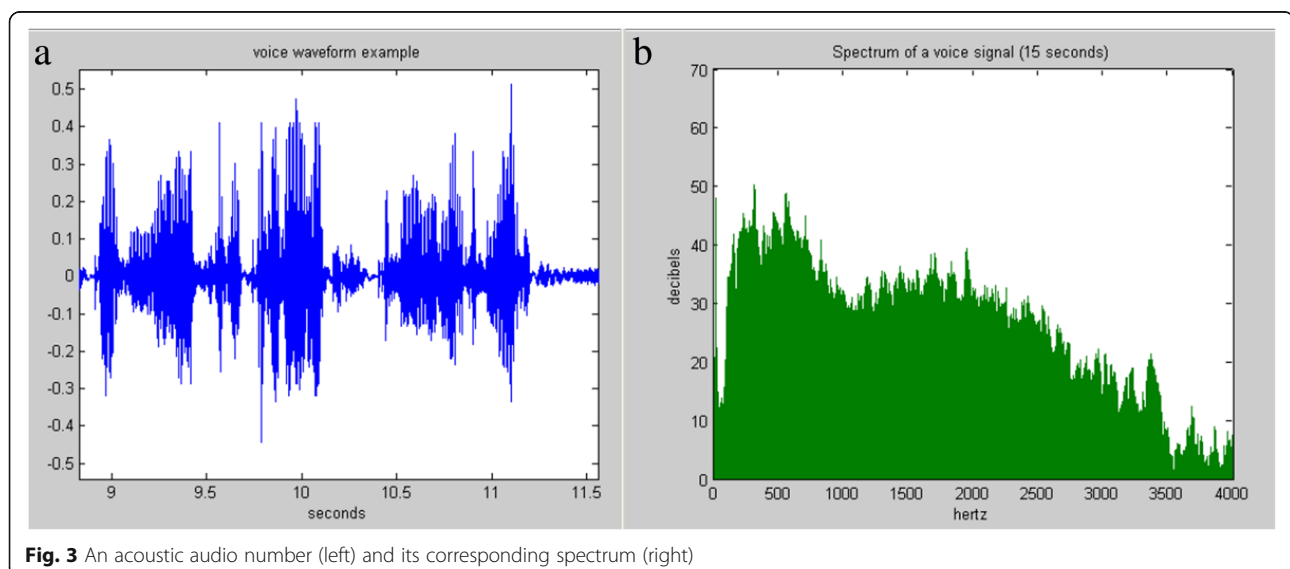 a
voice waveform example
0.5
0.4
0.3
0.2
0.1
0
-0.1
-0.2
-0.3
-0.4
-0.5
9 9.5 10 10.5 11 11.5
seconds
b
Spectrum of a voice signal (15 seconds)
70
60
50
40
30
20
10
0
decibels
0 500 1000 1500 2000 2500 3000 3500 4000
hertz
Fig. 3 An acoustic audio number (left) and its corresponding spectrum (right)